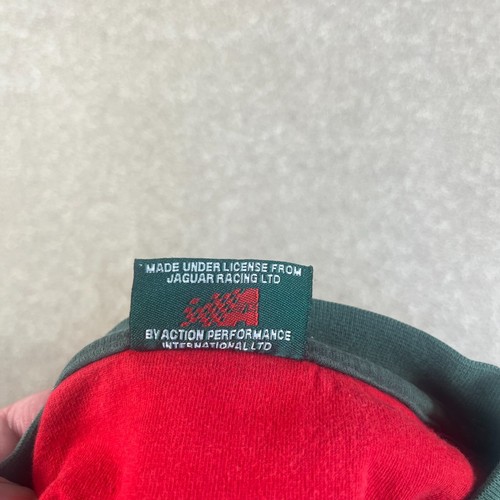 MADE UNDER LICENSE FROM
JAGUAR RACING LTD
BY ACTION PERFORMANCE
INTERNATIONAL LTD